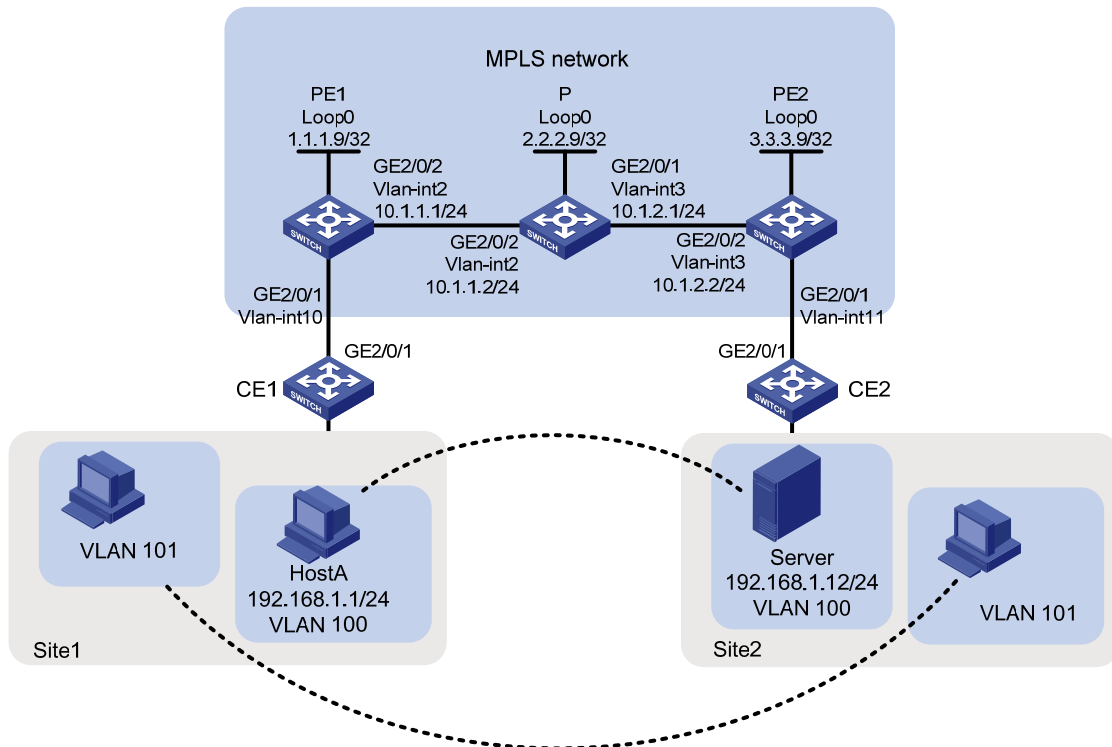 MPLS network
PE1
Loop0
1.1.1.9/32
P
Loop0
2.2.2.9/32
PE2
Loop0
3.3.3.9/32
GE2/0/2
Vlan-int2
10.1.1.1/24
GE2/0/1
Vlan-int3
10.1.2.1/24
SWITCH
SWITCH
SWITCH
GE2/0/2
Vlan-int2
10.1.1.2/24
GE2/0/2
Vlan-int3
10.1.2.2/24
GE2/0/1
Vlan-int10
GE2/0/1
Vlan-int11
GE2/0/1
GE2/0/1
CE1
SWITCH
SWITCH
CE2
VLAN 101
HostA
192.168.1.1/24
VLAN 100
Site1
Server
192.168.1.12/24
VLAN 100
VLAN 101
Site2